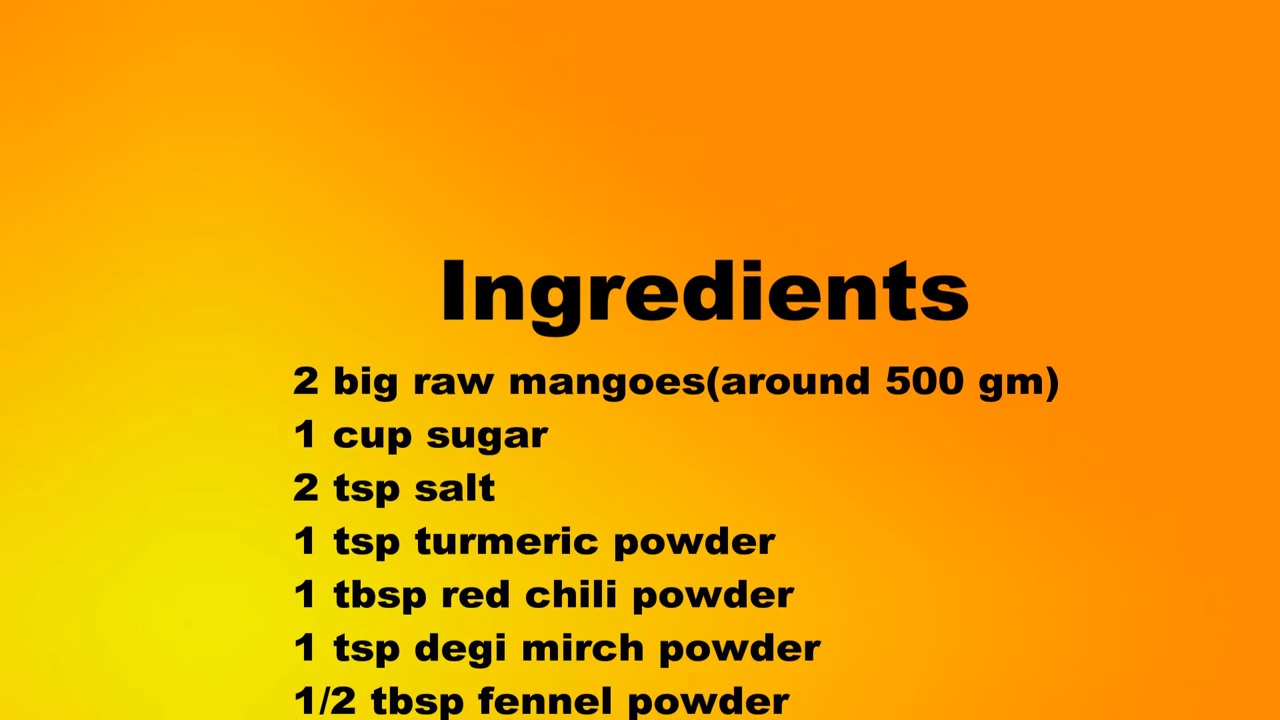 Ingredients
2 big raw mangoes(around 500 gm)
1 cup sugar
2 tsp salt
1 tsp turmeric powder
1 tbsp red chili powder
1 tsp degi mirch powder
1/2 tbsp fennel powder